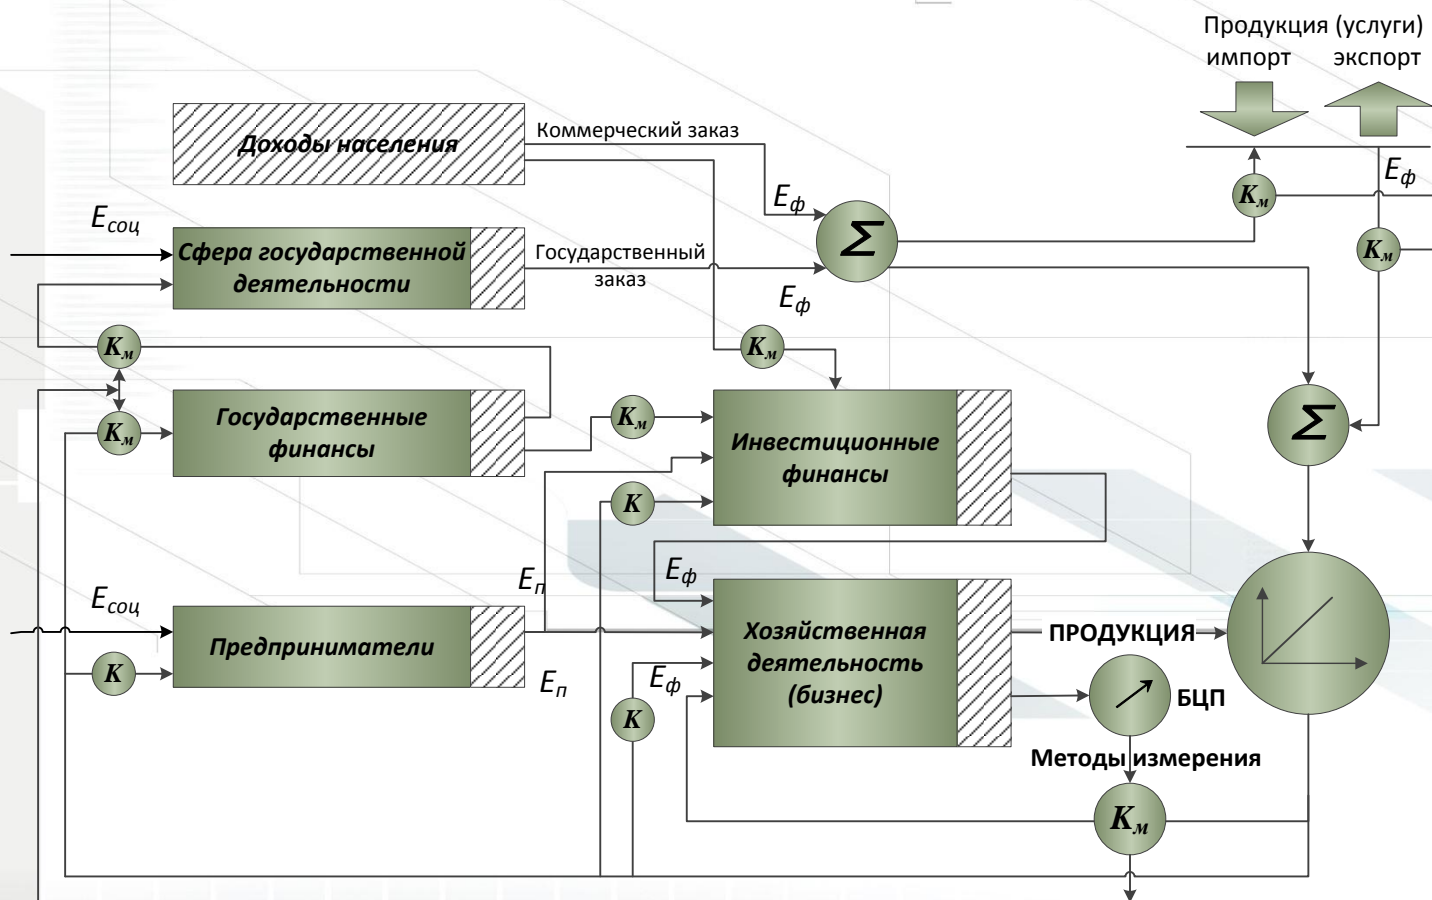 Продукция (услуги)
импорт экспорт
Доходы населения
Коммерческий заказ
Eф
Kм
Eф
Eсоц
Сфера государственной
деятельности
Государственный
заказ
Σ
Kм
Eф
Kм
Kм
Государственные
финансы
Kм
Kм
Инвестиционные
финансы
Σ
K
Eп
Eф
Eсоц
Предприниматели
K
Eп
Хозяйственная
деятельность
(бизнес)
Eф
K
ПРОДУКЦИЯ
БЦП
Методы измерения
Kм